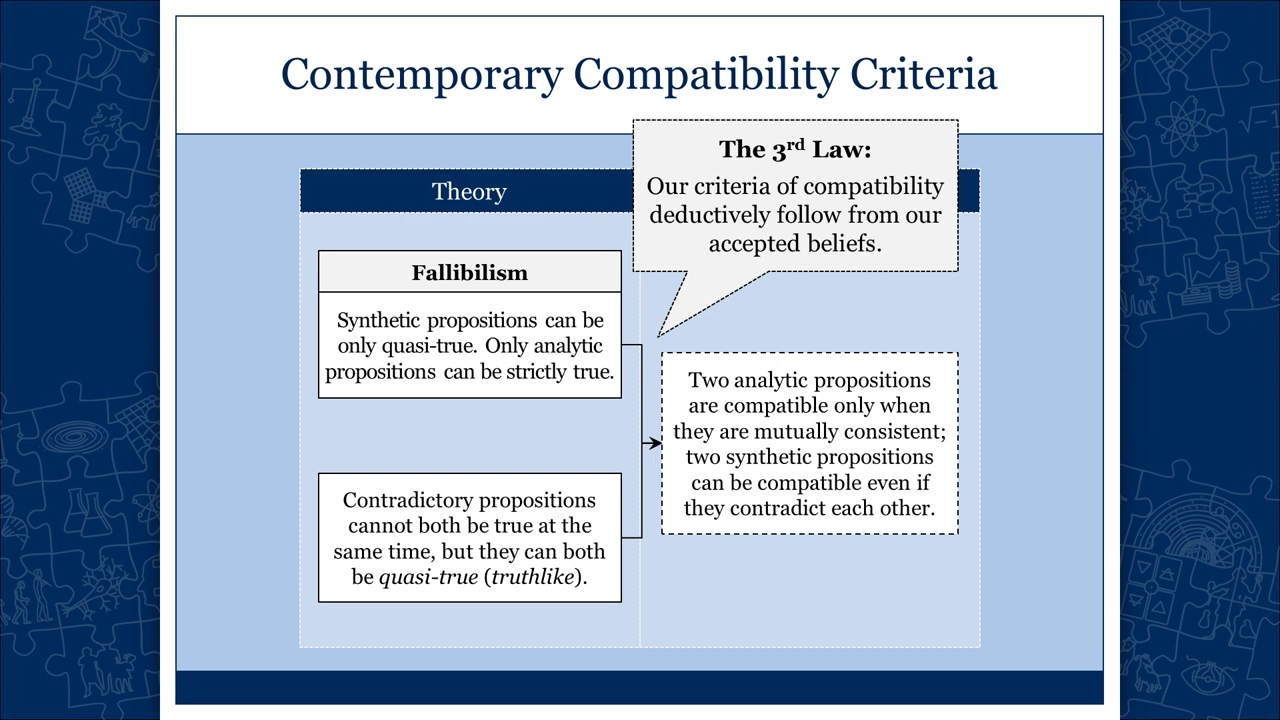 Contemporary Compatibility Criteria
The 3rd Law:
Our criteria of compatibility
deductively follow from our
accepted beliefs.
Theory
Fallibilism
Synthetic propositions can be
only quasi-true. Only analytic
propositions can be strictly true.
Contradictory propositions
cannot both be true at the
same time, but they can both
be quasi-true (truthlike).
Two analytic propositions
are compatible only when
they are mutually consistent;
two synthetic propositions
can be compatible even if
they contradict each other.